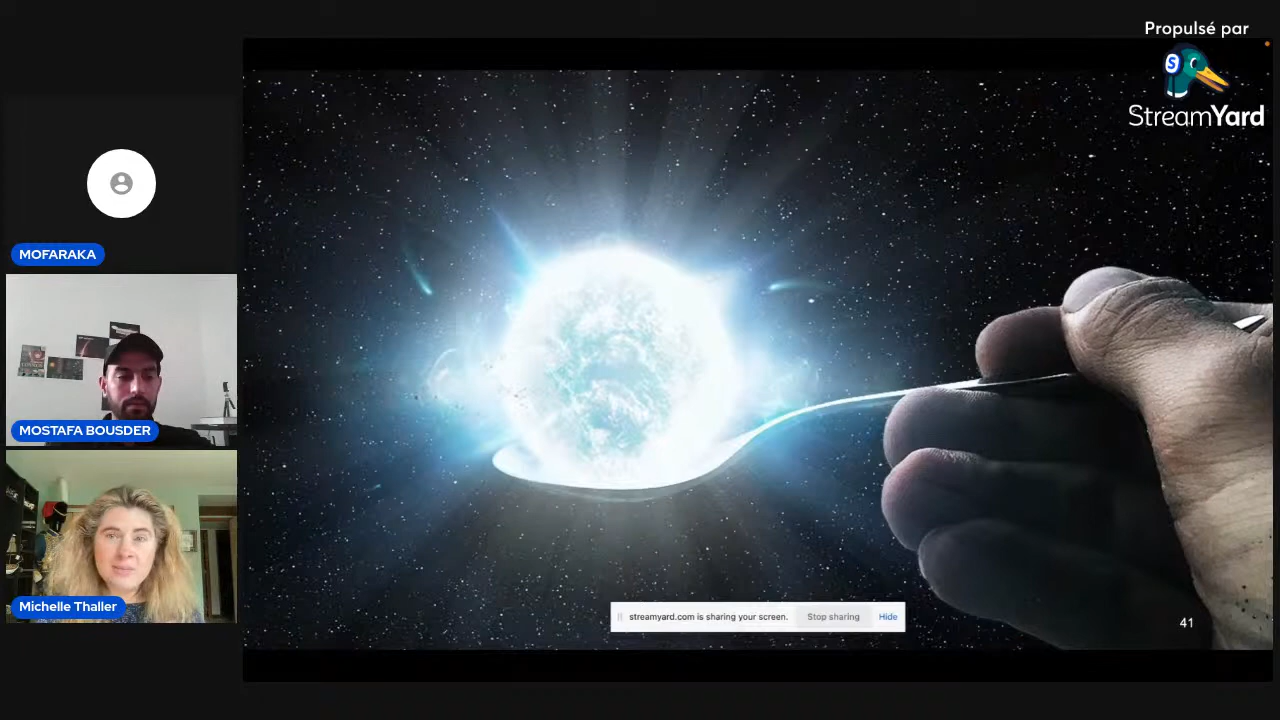 Propulsé par
StreamYard
MOFARAKA
MOSTAFA BOUSDER
Michelle Thaller
streamyard.com is sharing your screen. Stop sharing Hide
41